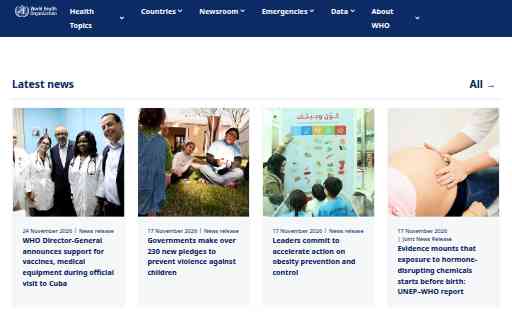 World Health
Organization
Health
Topics
Countries
Newsroom
Emergencies
Data
About
WHO
Latest news
All →
24 November 2026 | News release
WHO Director-General
announces support for
vaccines, medical
equipment during official
visit to Cuba
17 November 2026 | News release
Governments make over
230 new pledges to
prevent violence against
children
17 November 2026 | News release
Leaders commit to
accelerate action on
obesity prevention and
control
17 November 2026
| Joint News Release
Evidence mounts that
exposure to hormone-
disrupting chemicals
starts before birth:
UNEP–WHO report